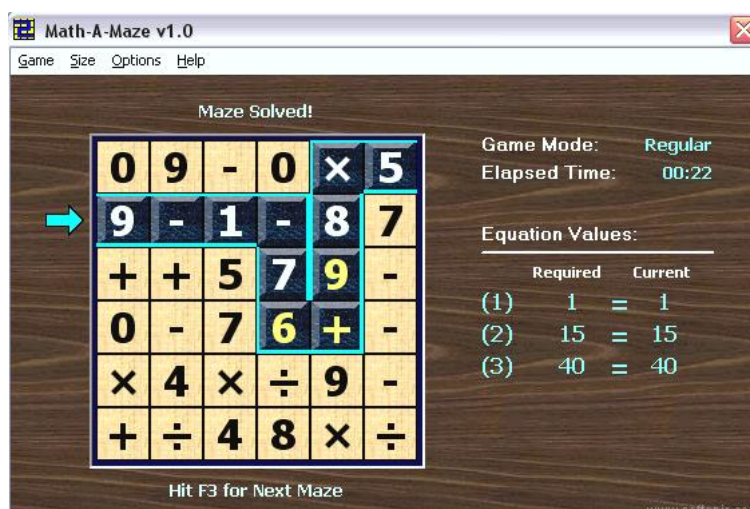 Math-A-Maze v1.0
Game Size Options Help
Maze Solved!
0 9 - 0 × 5
9 - 1 - 8 7
+ + 5 7 9 -
0 - 7 6 + -
× 4 × ÷ 9 -
+ ÷ 4 8 × ÷
Hit F3 for Next Maze
Game Mode: Regular
Elapsed Time: 00:22
Equation Values:
Required Current
(1) 1 = 1
(2) 15 = 15
(3) 40 = 40